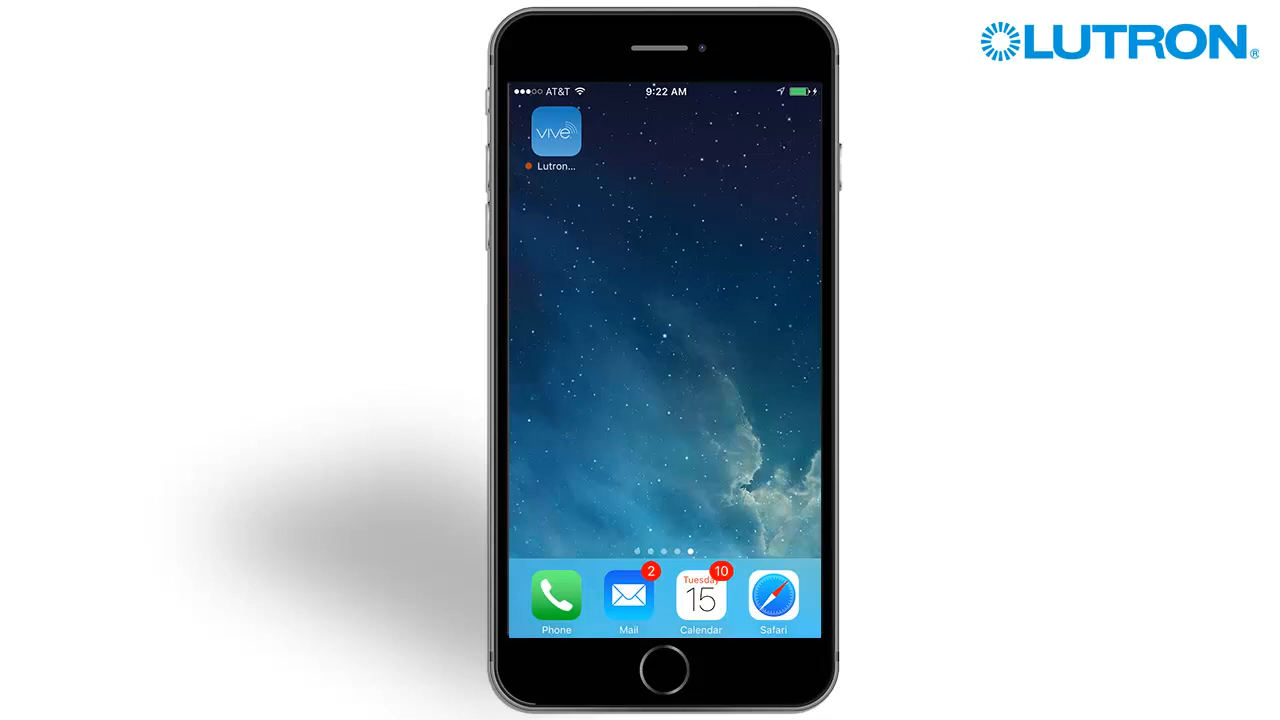 LUTRON®
AT&T 9:22 AM
vive
Lutron...
2 10
Tuesday
15
Phone Mail Calendar Safari